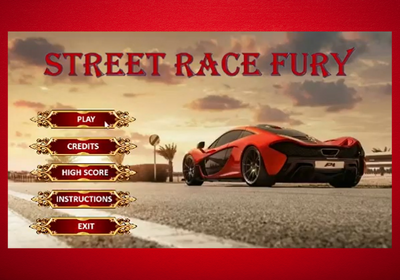 STREET RACE FURY
PLAY
CREDITS
HIGH SCORE
INSTRUCTIONS
EXIT